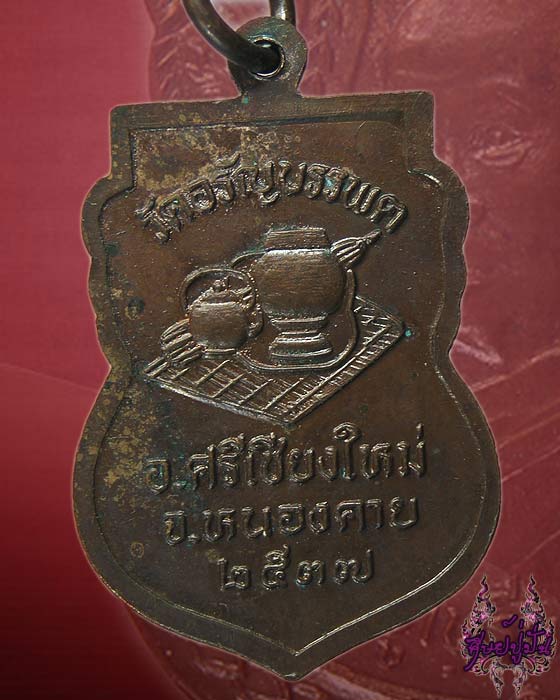 วัดอรัญบรรพต
อ.ศรีเชียงใหม่
จ.หนองคาย
๒๕๓๗